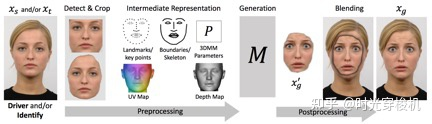 x_s and/or x_t
Driver and/or
Identify
Detect & Crop
Intermediate Representation
Landmarks/
key points
Boundaries/
Skeleton
P
3DMM
Parameters
UV Map
Depth Map
Preprocessing
Generation
M
Blending
x'_g
x_g
Postprocessing
知乎 @时光穿梭机